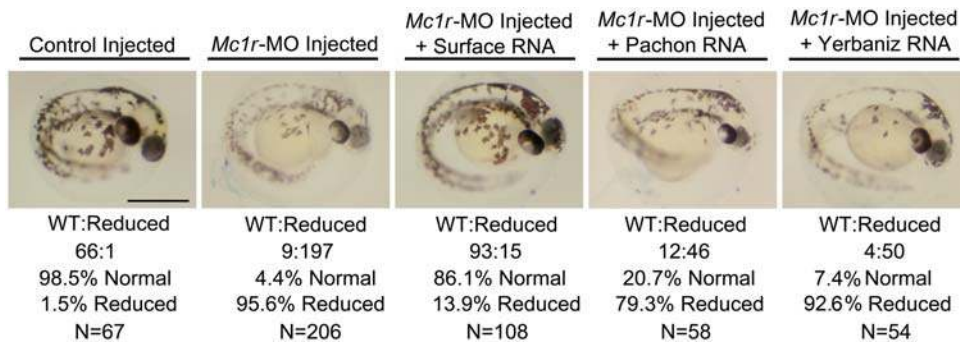 Control Injected
Mc1r-MO Injected
Mc1r-MO Injected
+ Surface RNA
Mc1r-MO Injected
+ Pachon RNA
Mc1r-MO Injected
+ Yerbaniz RNA
WT:Reduced
66:1
98.5% Normal
1.5% Reduced
N=67
WT:Reduced
9:197
4.4% Normal
95.6% Reduced
N=206
WT:Reduced
93:15
86.1% Normal
13.9% Reduced
N=108
WT:Reduced
12:46
20.7% Normal
79.3% Reduced
N=58
WT:Reduced
4:50
7.4% Normal
92.6% Reduced
N=54